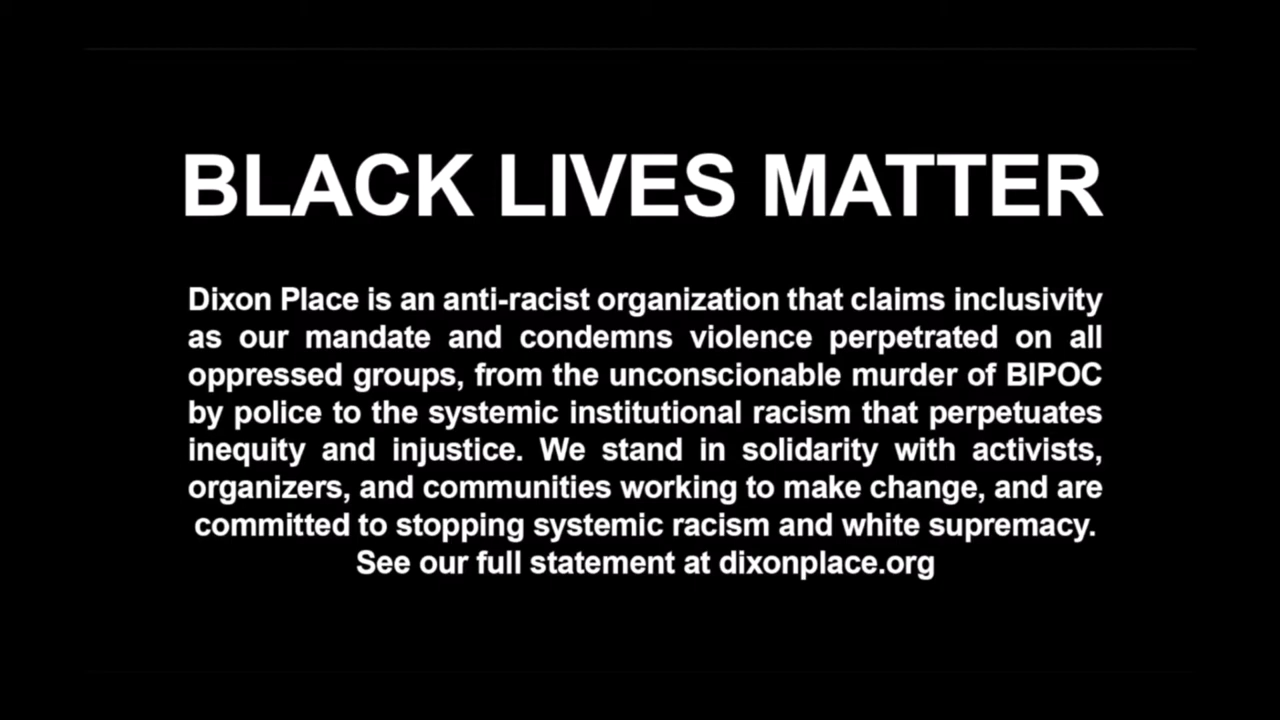 BLACK LIVES MATTER
Dixon Place is an anti-racist organization that claims inclusivity
as our mandate and condemns violence perpetrated on all
oppressed groups, from the unconscionable murder of BIPOC
by police to the systemic institutional racism that perpetuates
inequity and injustice. We stand in solidarity with activists,
organizers, and communities working to make change, and are
committed to stopping systemic racism and white supremacy.
See our full statement at dixonplace.org